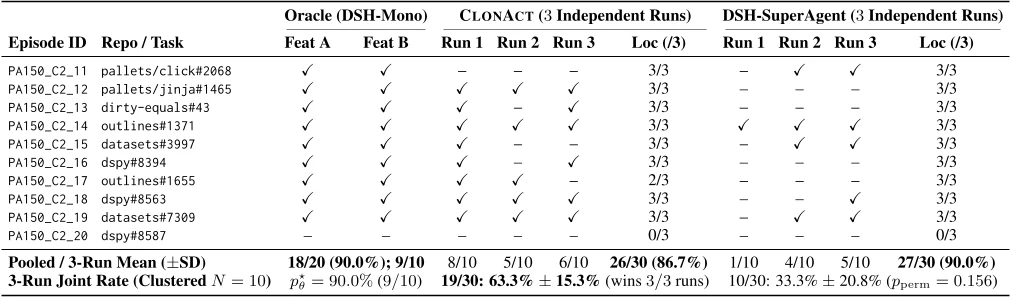 Oracle (DSH-Mono) CLONACT (3 Independent Runs) DSH-SuperAgent (3 Independent Runs)
Episode ID Repo / Task Feat A Feat B Run 1 Run 2 Run 3 Loc (/3) Run 1 Run 2 Run 3 Loc (/3)
PA150_C2_11 pallets/click#2068 ✓ ✓ – – – 3/3 – ✓ ✓ 3/3
PA150_C2_12 pallets/jinja#1465 ✓ ✓ ✓ ✓ ✓ 3/3 – – – 3/3
PA150_C2_13 dirty-equals#43 ✓ ✓ ✓ – ✓ 3/3 – – – 3/3
PA150_C2_14 outlines#1371 ✓ ✓ ✓ ✓ ✓ 3/3 ✓ ✓ ✓ 3/3
PA150_C2_15 datasets#3997 ✓ ✓ ✓ – – 3/3 – ✓ ✓ 3/3
PA150_C2_16 dspy#8394 ✓ ✓ ✓ – ✓ 3/3 – – – 3/3
PA150_C2_17 outlines#1655 ✓ ✓ ✓ ✓ – 2/3 – – – 3/3
PA150_C2_18 dspy#8563 ✓ ✓ ✓ ✓ ✓ 3/3 – – ✓ 3/3
PA150_C2_19 datasets#7309 ✓ ✓ ✓ ✓ ✓ 3/3 – ✓ ✓ 3/3
PA150_C2_20 dspy#8587 – – – – – 0/3 – – – 0/3
Pooled / 3-Run Mean (±SD) 18/20 (90.0%); 9/10 8/10 5/10 6/10 26/30 (86.7%) 1/10 4/10 5/10 27/30 (90.0%)
3-Run Joint Rate (Clustered N = 10) p⋆θ = 90.0% (9/10) 19/30: 63.3% ± 15.3% (wins 3/3 runs) 10/30: 33.3% ± 20.8% (pperm = 0.156)